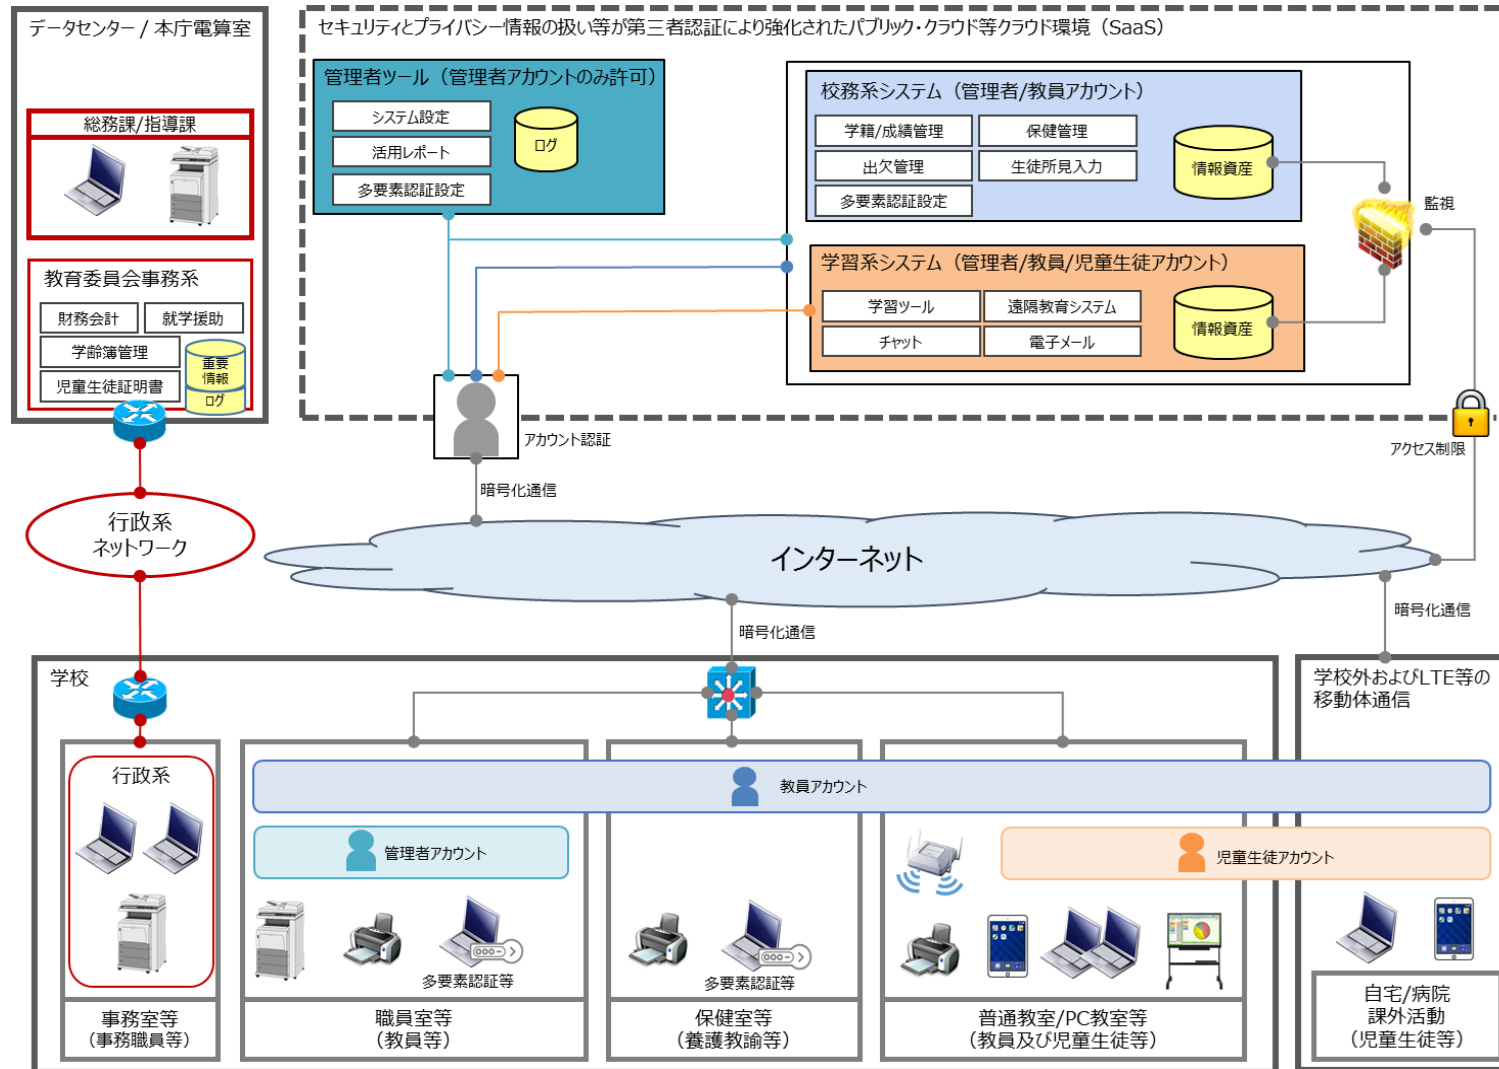 データセンター / 本庁電算室
総務課/指導課
教育委員会事務系
財務会計
就学援助
学齢簿管理
児童生徒証明書
重要
情報
ログ
行政系
ネットワーク
セキュリティとプライバシー情報の扱い等が第三者認証により強化されたパブリック・クラウド等クラウド環境（SaaS）
管理者ツール（管理者アカウントのみ許可）
システム設定
活用レポート
多要素認証設定
ログ
校務系システム（管理者/教員アカウント）
学籍/成績管理
保健管理
出欠管理
生徒所見入力
多要素認証設定
情報資産
学習系システム（管理者/教員/児童生徒アカウント）
学習ツール
遠隔教育システム
チャット
電子メール
情報資産
監視
アクセス制限
アカウント認証
暗号化通信
インターネット
暗号化通信
暗号化通信
学校
行政系
事務室等
（事務職員等）
教員アカウント
管理者アカウント
児童生徒アカウント
多要素認証等
職員室等
（教員等）
多要素認証等
保健室等
（養護教諭等）
普通教室/PC教室等
（教員及び児童生徒等）
学校外およびLTE等の
移動体通信
自宅/病院
課外活動
（児童生徒等）